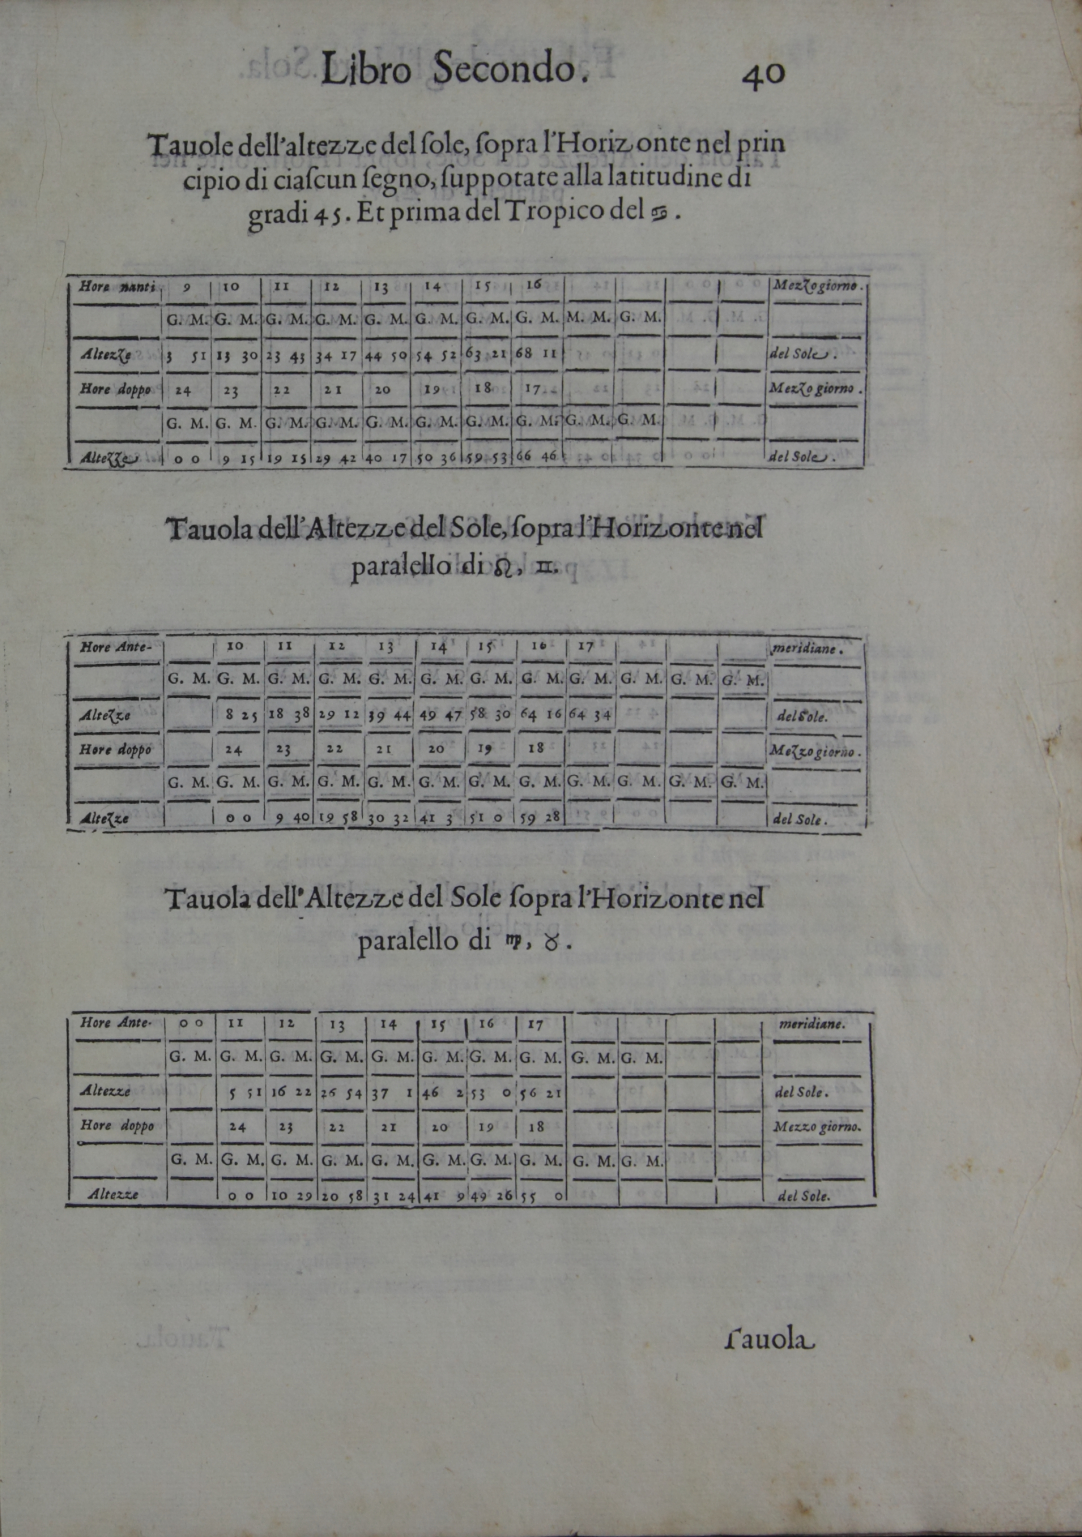 Libro Secondo. 40
Tauole dell'altezze del ſole, ſopra l'Horizonte nel prin
cipio di ciaſcun ſegno, ſuppotate alla latitudine di
gradi 45. Et prima del Tropico del ♋.
Hore nanti 9 10 11 12 13 14 15 16 Mezzogiorno.
G. M. G. M. G. M. G. M. G. M. G. M. G. M. G. M. M. M. G. M.
Altezze 3 51 13 30 23 43 34 17 44 50 54 52 63 21 68 11 del Sole.
Hore doppo 24 23 22 21 20 19 18 17 Mezzo giorno.
G. M. G. M. G. M. G. M. G. M. G. M. G. M. G. M. G. M. G. M.
Altezze 0 0 9 15 19 15 29 42 40 17 50 36 59 53 66 46 del Sole.
Tauola dell'Altezze del Sole, ſopra l'Horizonte nel
paralello di ♌, ♊.
Hore Ante- 10 11 12 13 14 15 16 17 meridiane.
G. M. G. M. G. M. G. M. G. M. G. M. G. M. G. M. G. M. G. M. G. M. G. M.
Altezze 8 25 18 38 29 12 39 44 49 47 58 30 64 16 64 34 del Sole.
Hore doppo 24 23 22 21 20 19 18 Mezzo giorno.
G. M. G. M. G. M. G. M. G. M. G. M. G. M. G. M. G. M. G. M. G. M. G. M.
Altezze 0 0 9 40 19 58 30 32 41 3 51 0 59 28 del Sole.
Tauola dell'Altezze del Sole ſopra l'Horizonte nel
paralello di ♍, ♉.
Hore Ante- 0 0 11 12 13 14 15 16 17 meridiane.
G. M. G. M. G. M. G. M. G. M. G. M. G. M. G. M. G. M. G. M.
Altezze 5 51 16 22 26 54 37 1 46 2 53 0 56 21 del Sole.
Hore doppo 24 23 22 21 20 19 18 Mezzo giorno.
G. M. G. M. G. M. G. M. G. M. G. M. G. M. G. M. G. M. G. M.
Altezze 0 0 10 29 20 58 31 24 41 9 49 26 55 0 del Sole.
Tauola